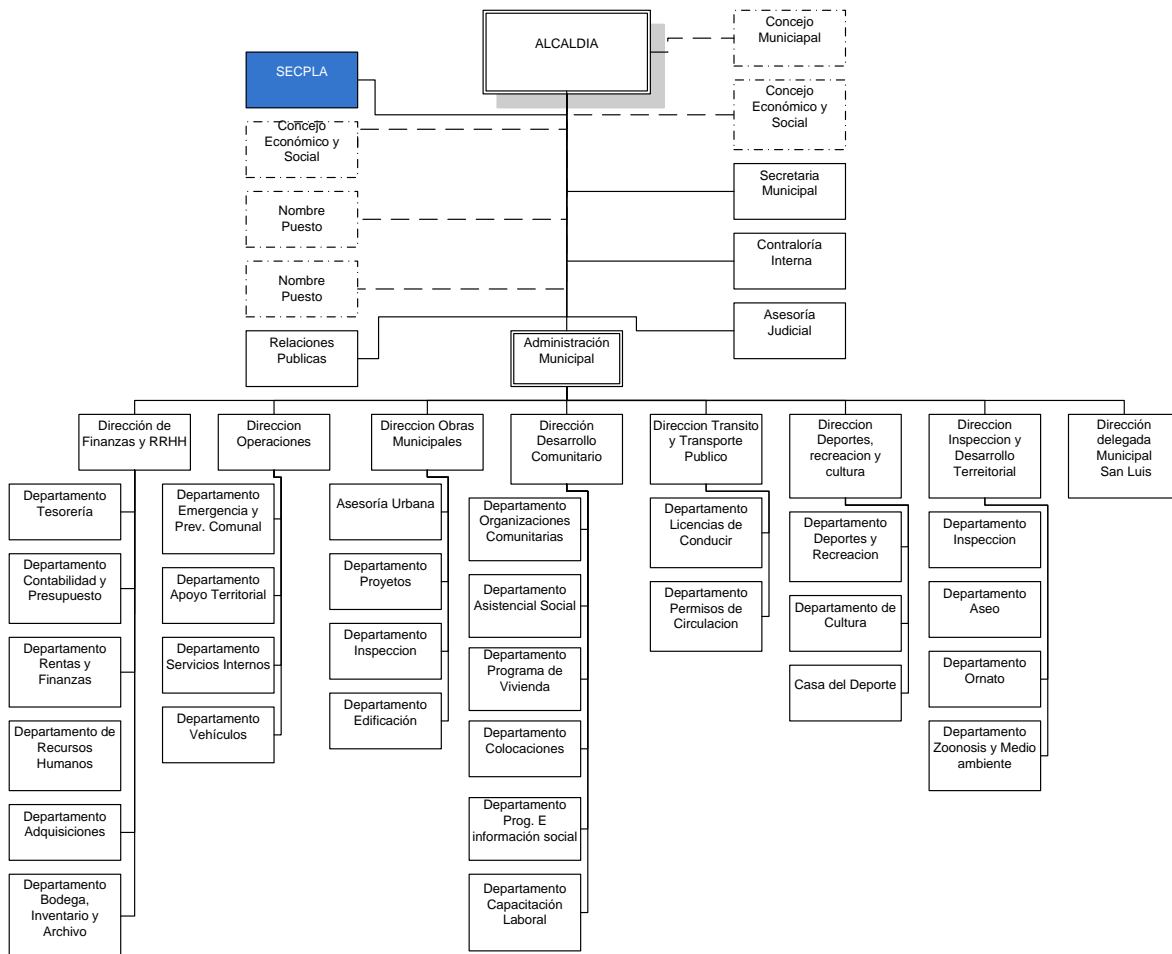 ALCALDIA
Concejo
Municiapal
SECPLA
Concejo
Económico y
Social
Concejo
Económico y
Social
Secretaria
Municipal
Nombre
Puesto
Contraloría
Interna
Nombre
Puesto
Asesoría
Judicial
Relaciones
Publicas
Administración
Municipal
Dirección de
Finanzas y RRHH
Direccion
Operaciones
Direccion Obras
Municipales
Dirección
Desarrollo
Comunitario
Direccion Transito
y Transporte
Publico
Direccion
Deportes,
recreacion y
cultura
Direccion
Inspeccion y
Desarrollo
Terreitorial
Dirección
delegada
Municipal
San Luis
Departamento
Tesorería
Departamento
Contabilidad y
Presupuesto
Departamento
Rentas y
Finanzas
Departamento de
Recursos
Humanos
Departamento
Adquisiciones
Departamento
Bodega,
Inventario y
Archivo
Departamento
Emergencia y
Prev. Comunal
Departamento
Apoyo Territorial
Departamento
Servicios Internos
Departamento
Vehículos
Asesoría Urbana
Departamento
Proyetos
Departamento
Inspeccion
Departamento
Edificación
Departamento
Organizaciones
Comunitarias
Departamento
Asistencial Social
Departamento
Programa de
Vivienda
Departamento
Colocaciones
Departamento
Prog. E
información social
Departamento
Capacitación
Laboral
Departamento
Licencias de
Conducir
Departamento
Permisos de
Circulacion
Departamento
Deportes y
Recreacion
Departamento de
Cultura
Casa del Deporte
Departamento
Inspeccion
Departamento
Aseo
Departamento
Ornato
Departamento
Zoonosis y Medio
ambiente